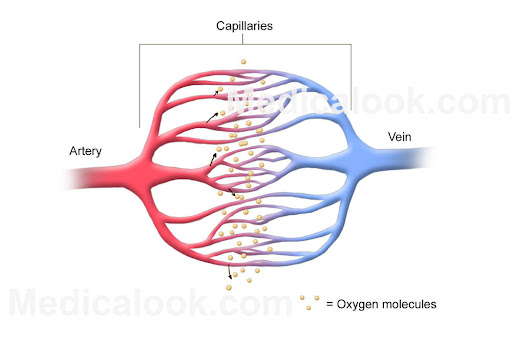 Capillaries
Medicalook.com
Artery
Vein
Medicalook.com
= Oxygen molecules